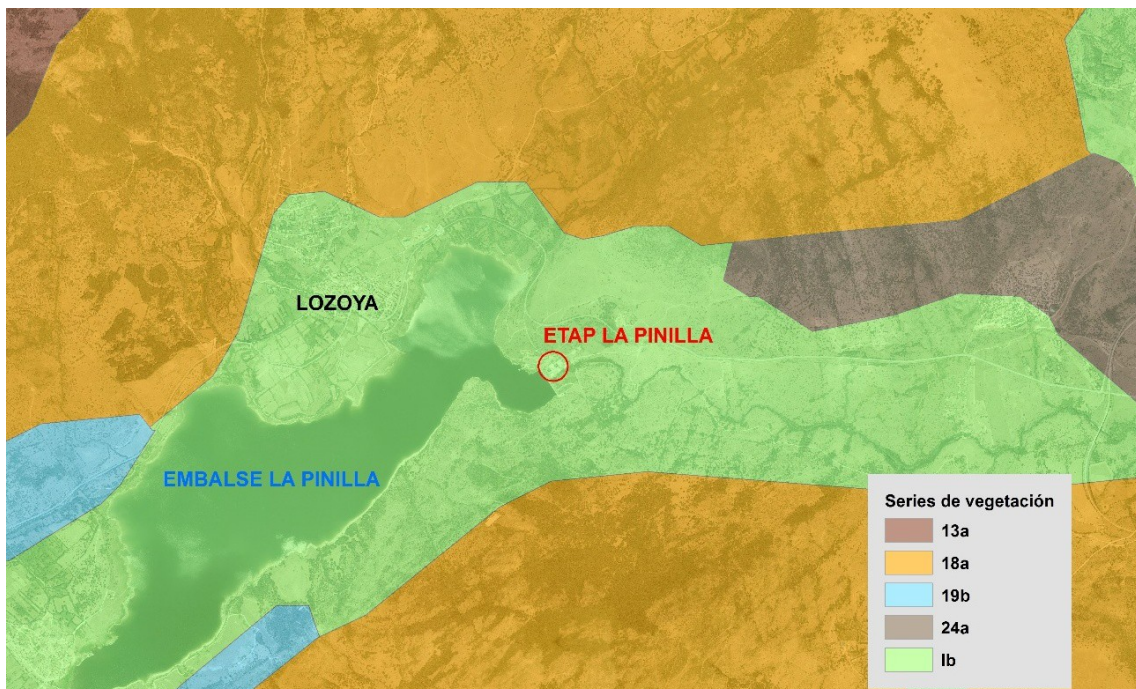 LOZOYA
ETAP LA PINILLA
EMBALSE LA PINILLA
Series de vegetación
13a
18a
19b
24a
Ib